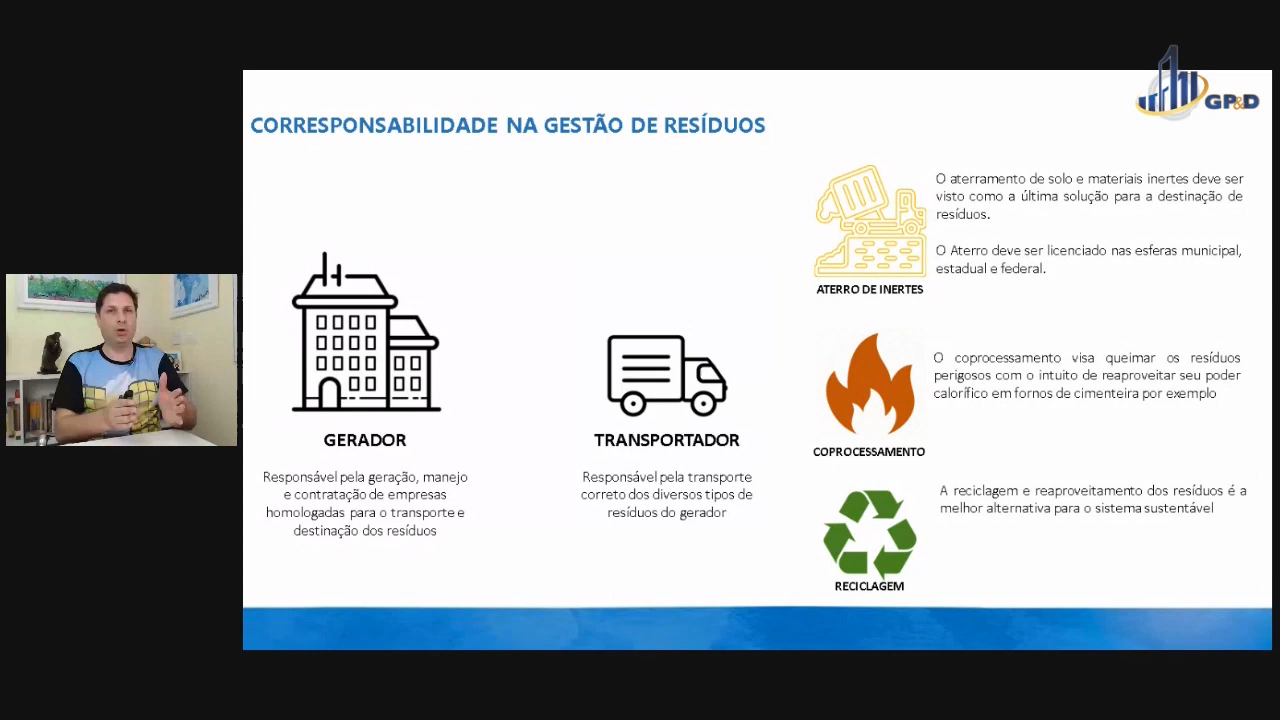 GP&D
CORRESPONSABILIDADE NA GESTÃO DE RESÍDUOS
GERADOR
Responsável pela geração, manejo
e contratação de empresas
homologadas para o transporte e
destinação dos resíduos
TRANSPORTADOR
Responsável pela transporte
correto dos diversos tipos de
resíduos do gerador
O aterramento de solo e materiais inertes deve ser
visto como a última solução para a destinação de
resíduos.
O Aterro deve ser licenciado nas esferas municipal,
estadual e federal.
ATERRO DE INERTES
O coprocessamento visa queimar os resíduos
perigosos com o intuito de reaproveitar seu poder
calorífico em fornos de cimenteira por exemplo
COPROCESSAMENTO
A reciclagem e reaproveitamento dos resíduos é a
melhor alternativa para o sistema sustentável
RECICLAGEM